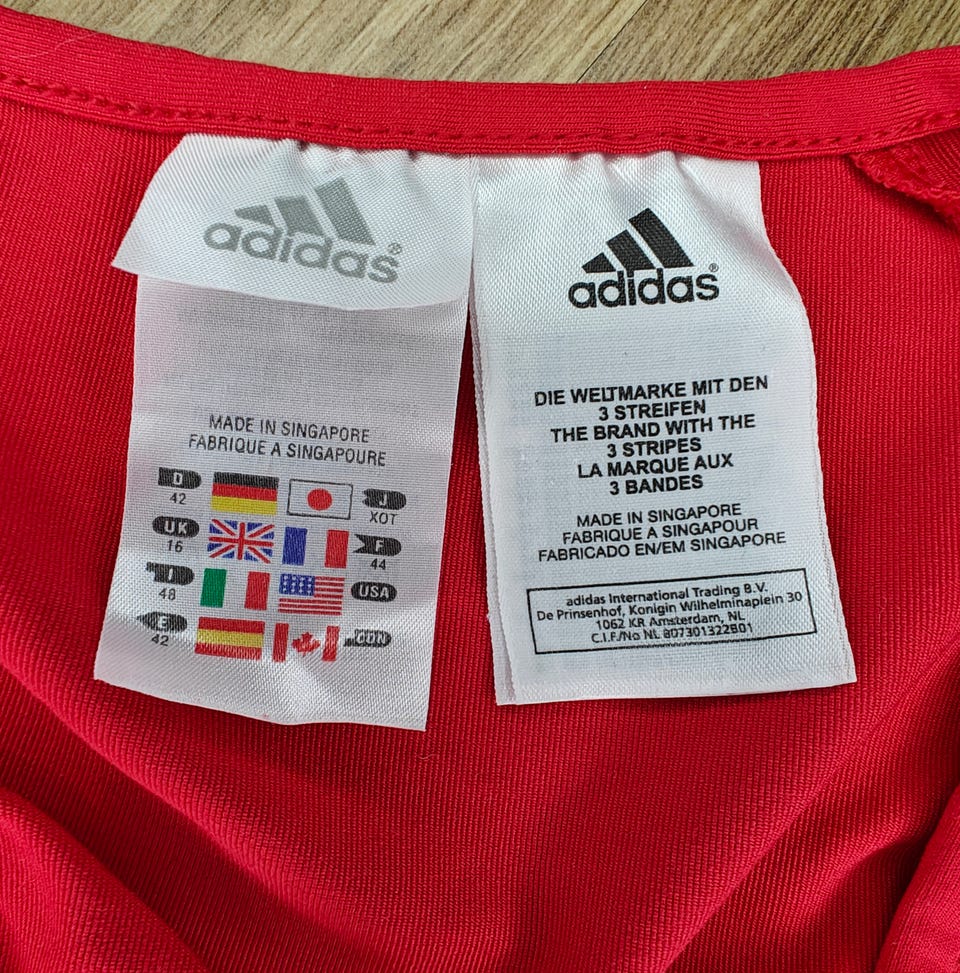 adidas®
MADE IN SINGAPORE
FABRIQUE A SINGAPOURE
D
42
J
XOT
UK
16
F
44
I
48
USA
E
42
CDN
adidas®
DIE WELTMARKE MIT DEN
3 STREIFEN
THE BRAND WITH THE
3 STRIPES
LA MARQUE AUX
3 BANDES
MADE IN SINGAPORE
FABRIQUE A SINGAPOUR
FABRICADO EN/EM SINGAPORE
adidas International Trading B.V.
De Prinsenhof, Konigin Wilhelminaplein 30
1062 KR Amsterdam, NL
C.I.F/No NL 807301322B01